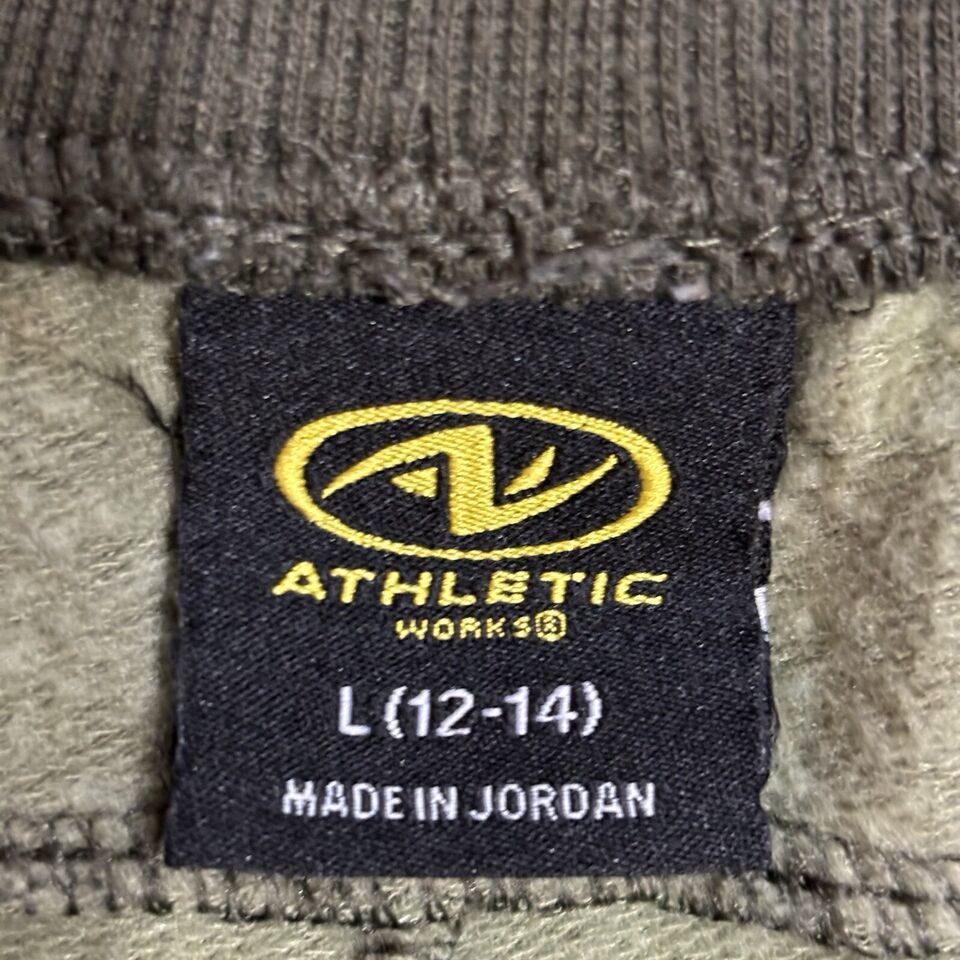 ATHLETIC
WORKS®
L (12-14)
MADE IN JORDAN